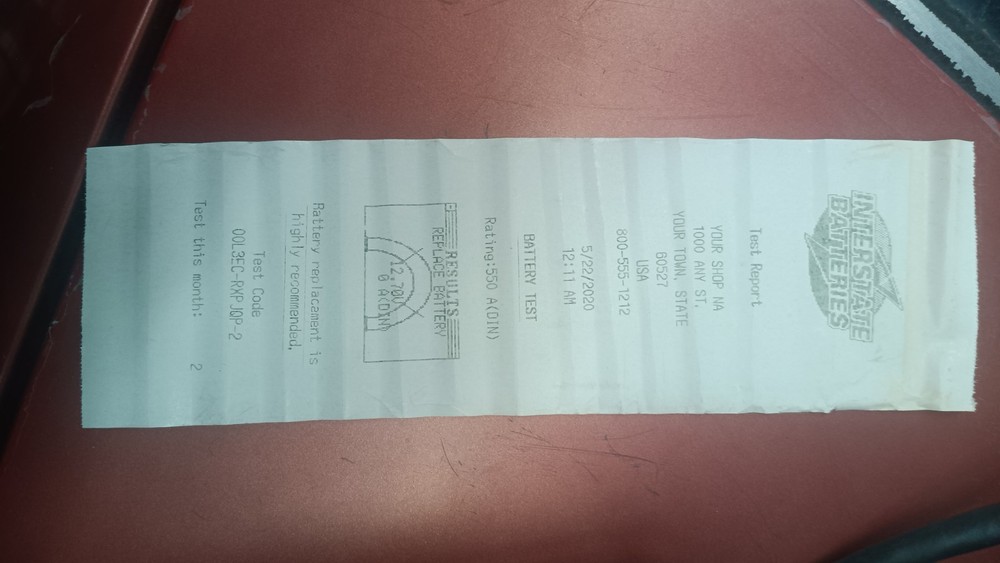 INTERSTATE
BATTERIES
Test Report
YOUR SHOP NA
1000 ANY ST.
YOUR TOWN STATE
60527
USA
800-555-1212
5/22/2020
12:11 AM
BATTERY TEST
Rating:550 A(DIN)
RESULTS
REPLACE BATTERY
12.70V
0 A(DIN)
Battery replacement is
highly recommended.
Test Code
00L3EC-RXPJQP-2
Test this month: 2